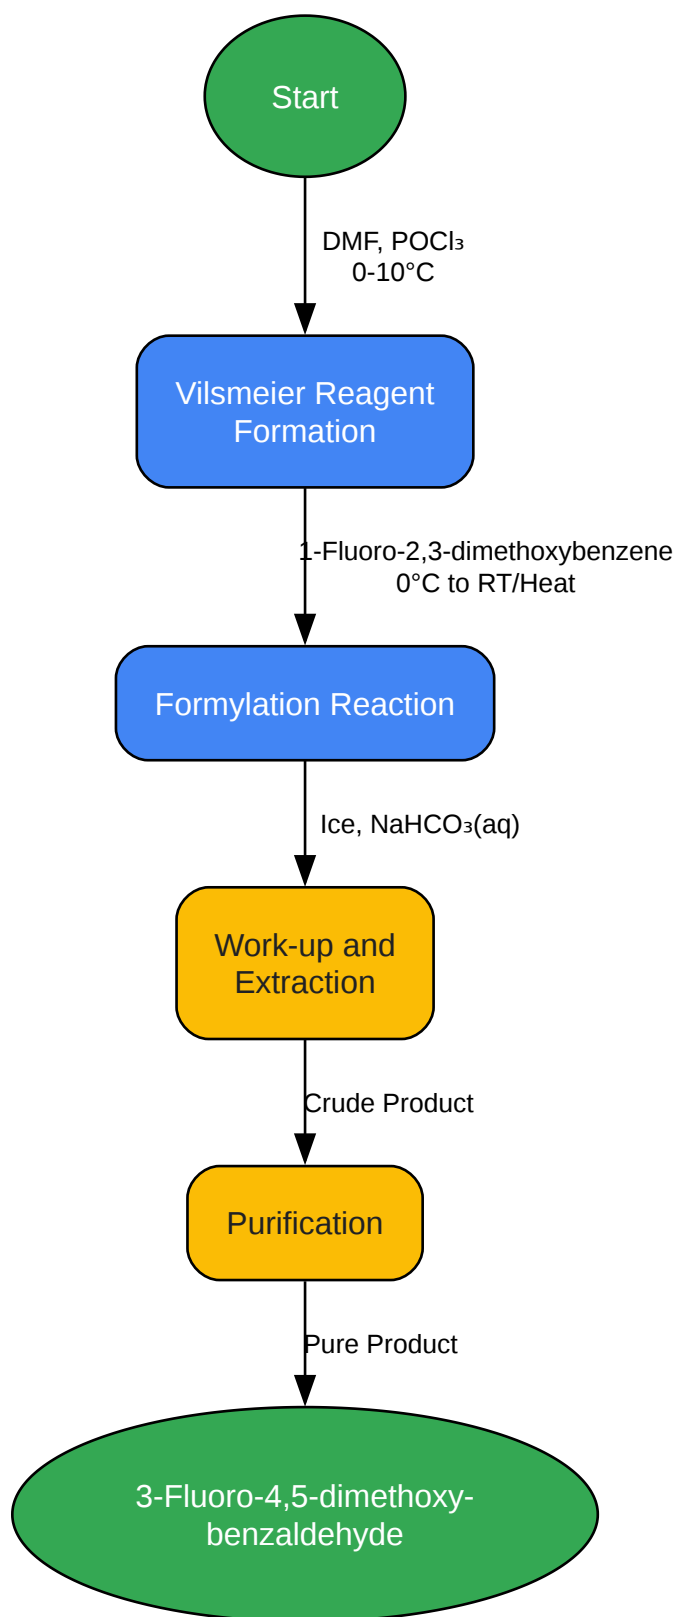 Start
DMF, POCl₃
0-10°C
Vilsmeier Reagent
Formation
1-Fluoro-2,3-dimethoxybenzene
0°C to RT/Heat
Formylation Reaction
Ice, NaHCO₃(aq)
Work-up and
Extraction
Crude Product
Purification
Pure Product
3-Fluoro-4,5-dimethoxy-
benzaldehyde